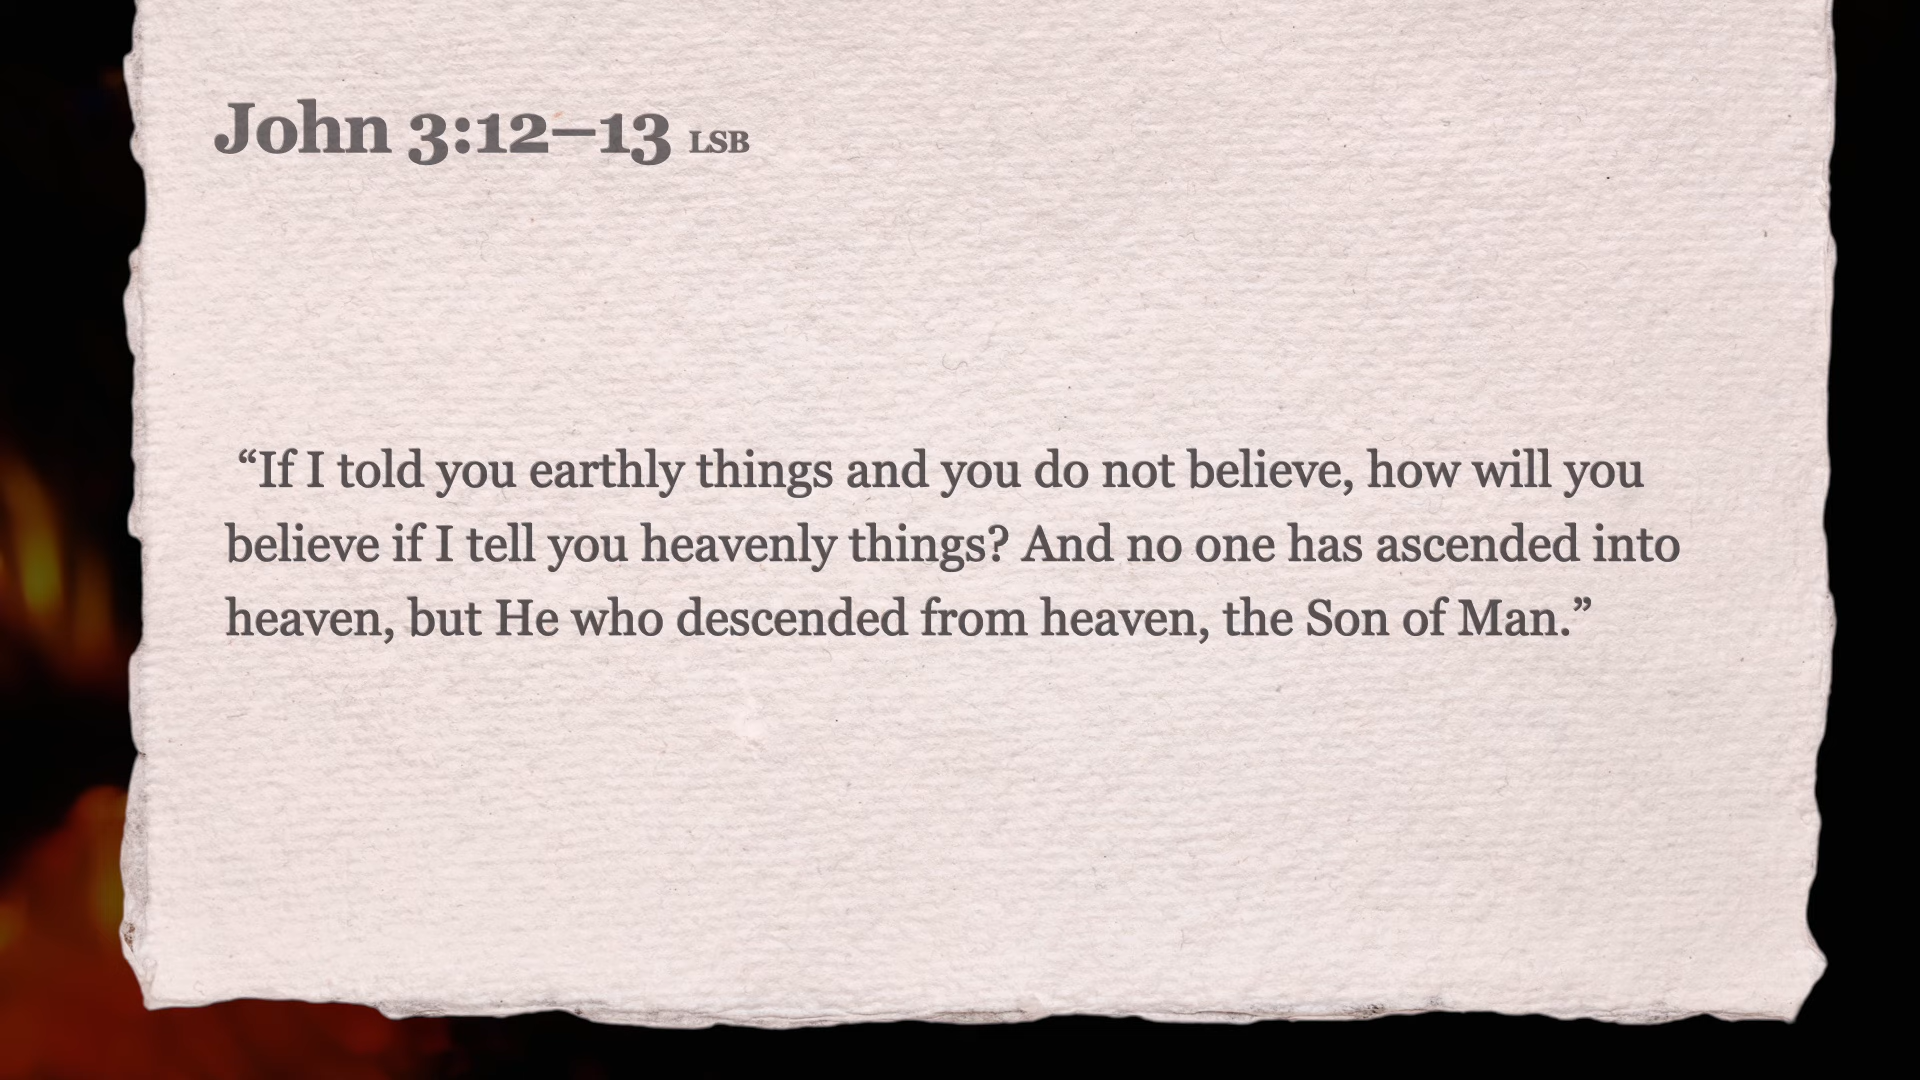 John 3:12–13 LSB
“If I told you earthly things and you do not believe, how will you
believe if I tell you heavenly things? And no one has ascended into
heaven, but He who descended from heaven, the Son of Man.”